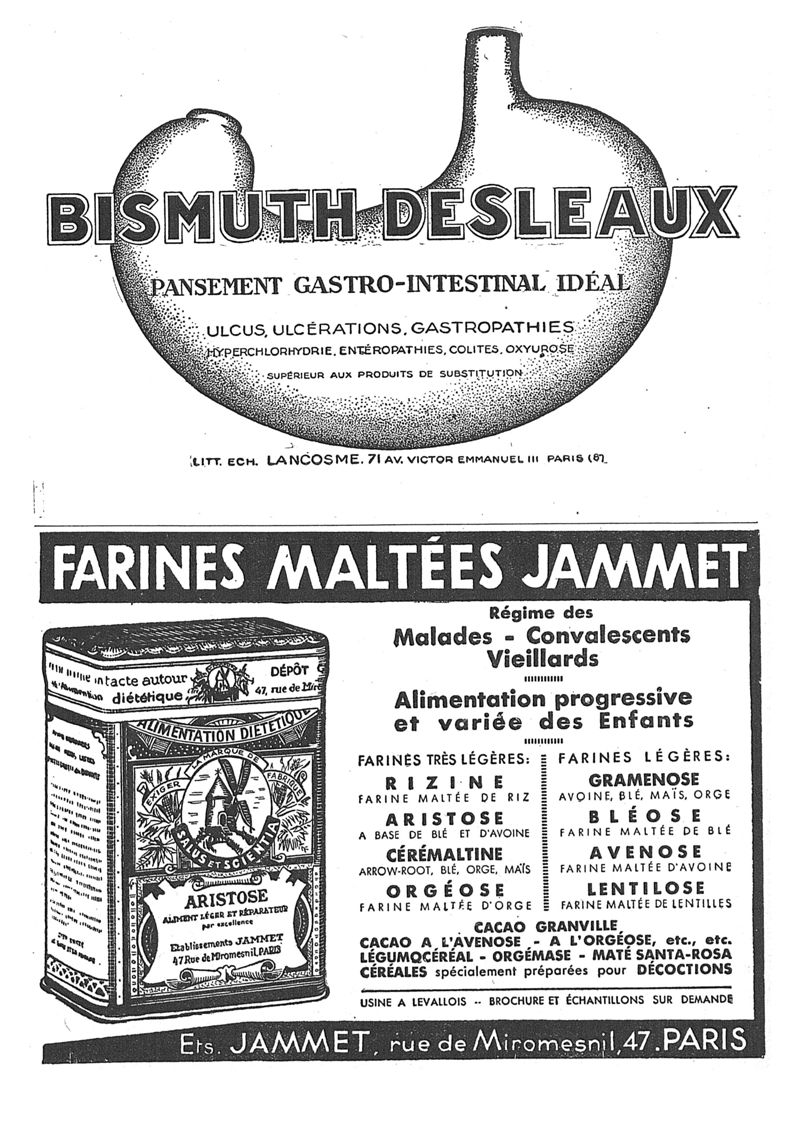 BISMUTH DESLEAUX
PANSEMENT GASTRO-INTESTINAL IDÉAL
ULCUS, ULCÉRATIONS, GASTROPATHIES
HYPERCHLORHYDRIE, ENTÉROPATHIES, COLITES, OXYUROSE
SUPÉRIEUR AUX PRODUITS DE SUBSTITUTION
LITT. ECH. LANCOSME. 71 AV. VICTOR EMMANUEL III PARIS (8e)
FARINES MALTÉES JAMMET
intacte autour
diététique
DÉPÔT
47, rue de Miro
ALIMENTATION DIÉTÉTIQUE
EXIGER LA MARQUE DE FABRIQUE
SALUS ET SCIENTIA
ARISTOSE
ALIMENT LÉGER ET RÉPARATEUR
par excellence
Etablissements JAMMET
47, Rue de Miromesnil, PARIS
Régime des
Malades - Convalescents
Vieillards
Alimentation progressive
et variée des Enfants
FARINES TRÈS LÉGÈRES:
RIZINE
FARINE MALTÉE DE RIZ
ARISTOSE
A BASE DE BLÉ ET D'AVOINE
CÉRÉMALTINE
ARROW-ROOT, BLÉ, ORGE, MAÏS
ORGÉOSE
FARINE MALTÉE D'ORGE
FARINES LÉGÈRES:
GRAMENOSE
AVOINE, BLÉ, MAÏS, ORGE
BLÉOSE
FARINE MALTÉE DE BLÉ
AVENOSE
FARINE MALTÉE D'AVOINE
LENTILOSE
FARINE MALTÉE DE LENTILLES
CACAO GRANVILLE
CACAO A L'AVENOSE - A L'ORGÉOSE, etc., etc.
LÉGUMOCÉRÉAL - ORGÉMASE - MATÉ SANTA-ROSA
CÉRÉALES spécialement préparées pour DÉCOCTIONS
USINE A LEVALLOIS -- BROCHURE ET ÉCHANTILLONS SUR DEMANDE
Ets. JAMMET, rue de Miromesnil, 47. PARIS